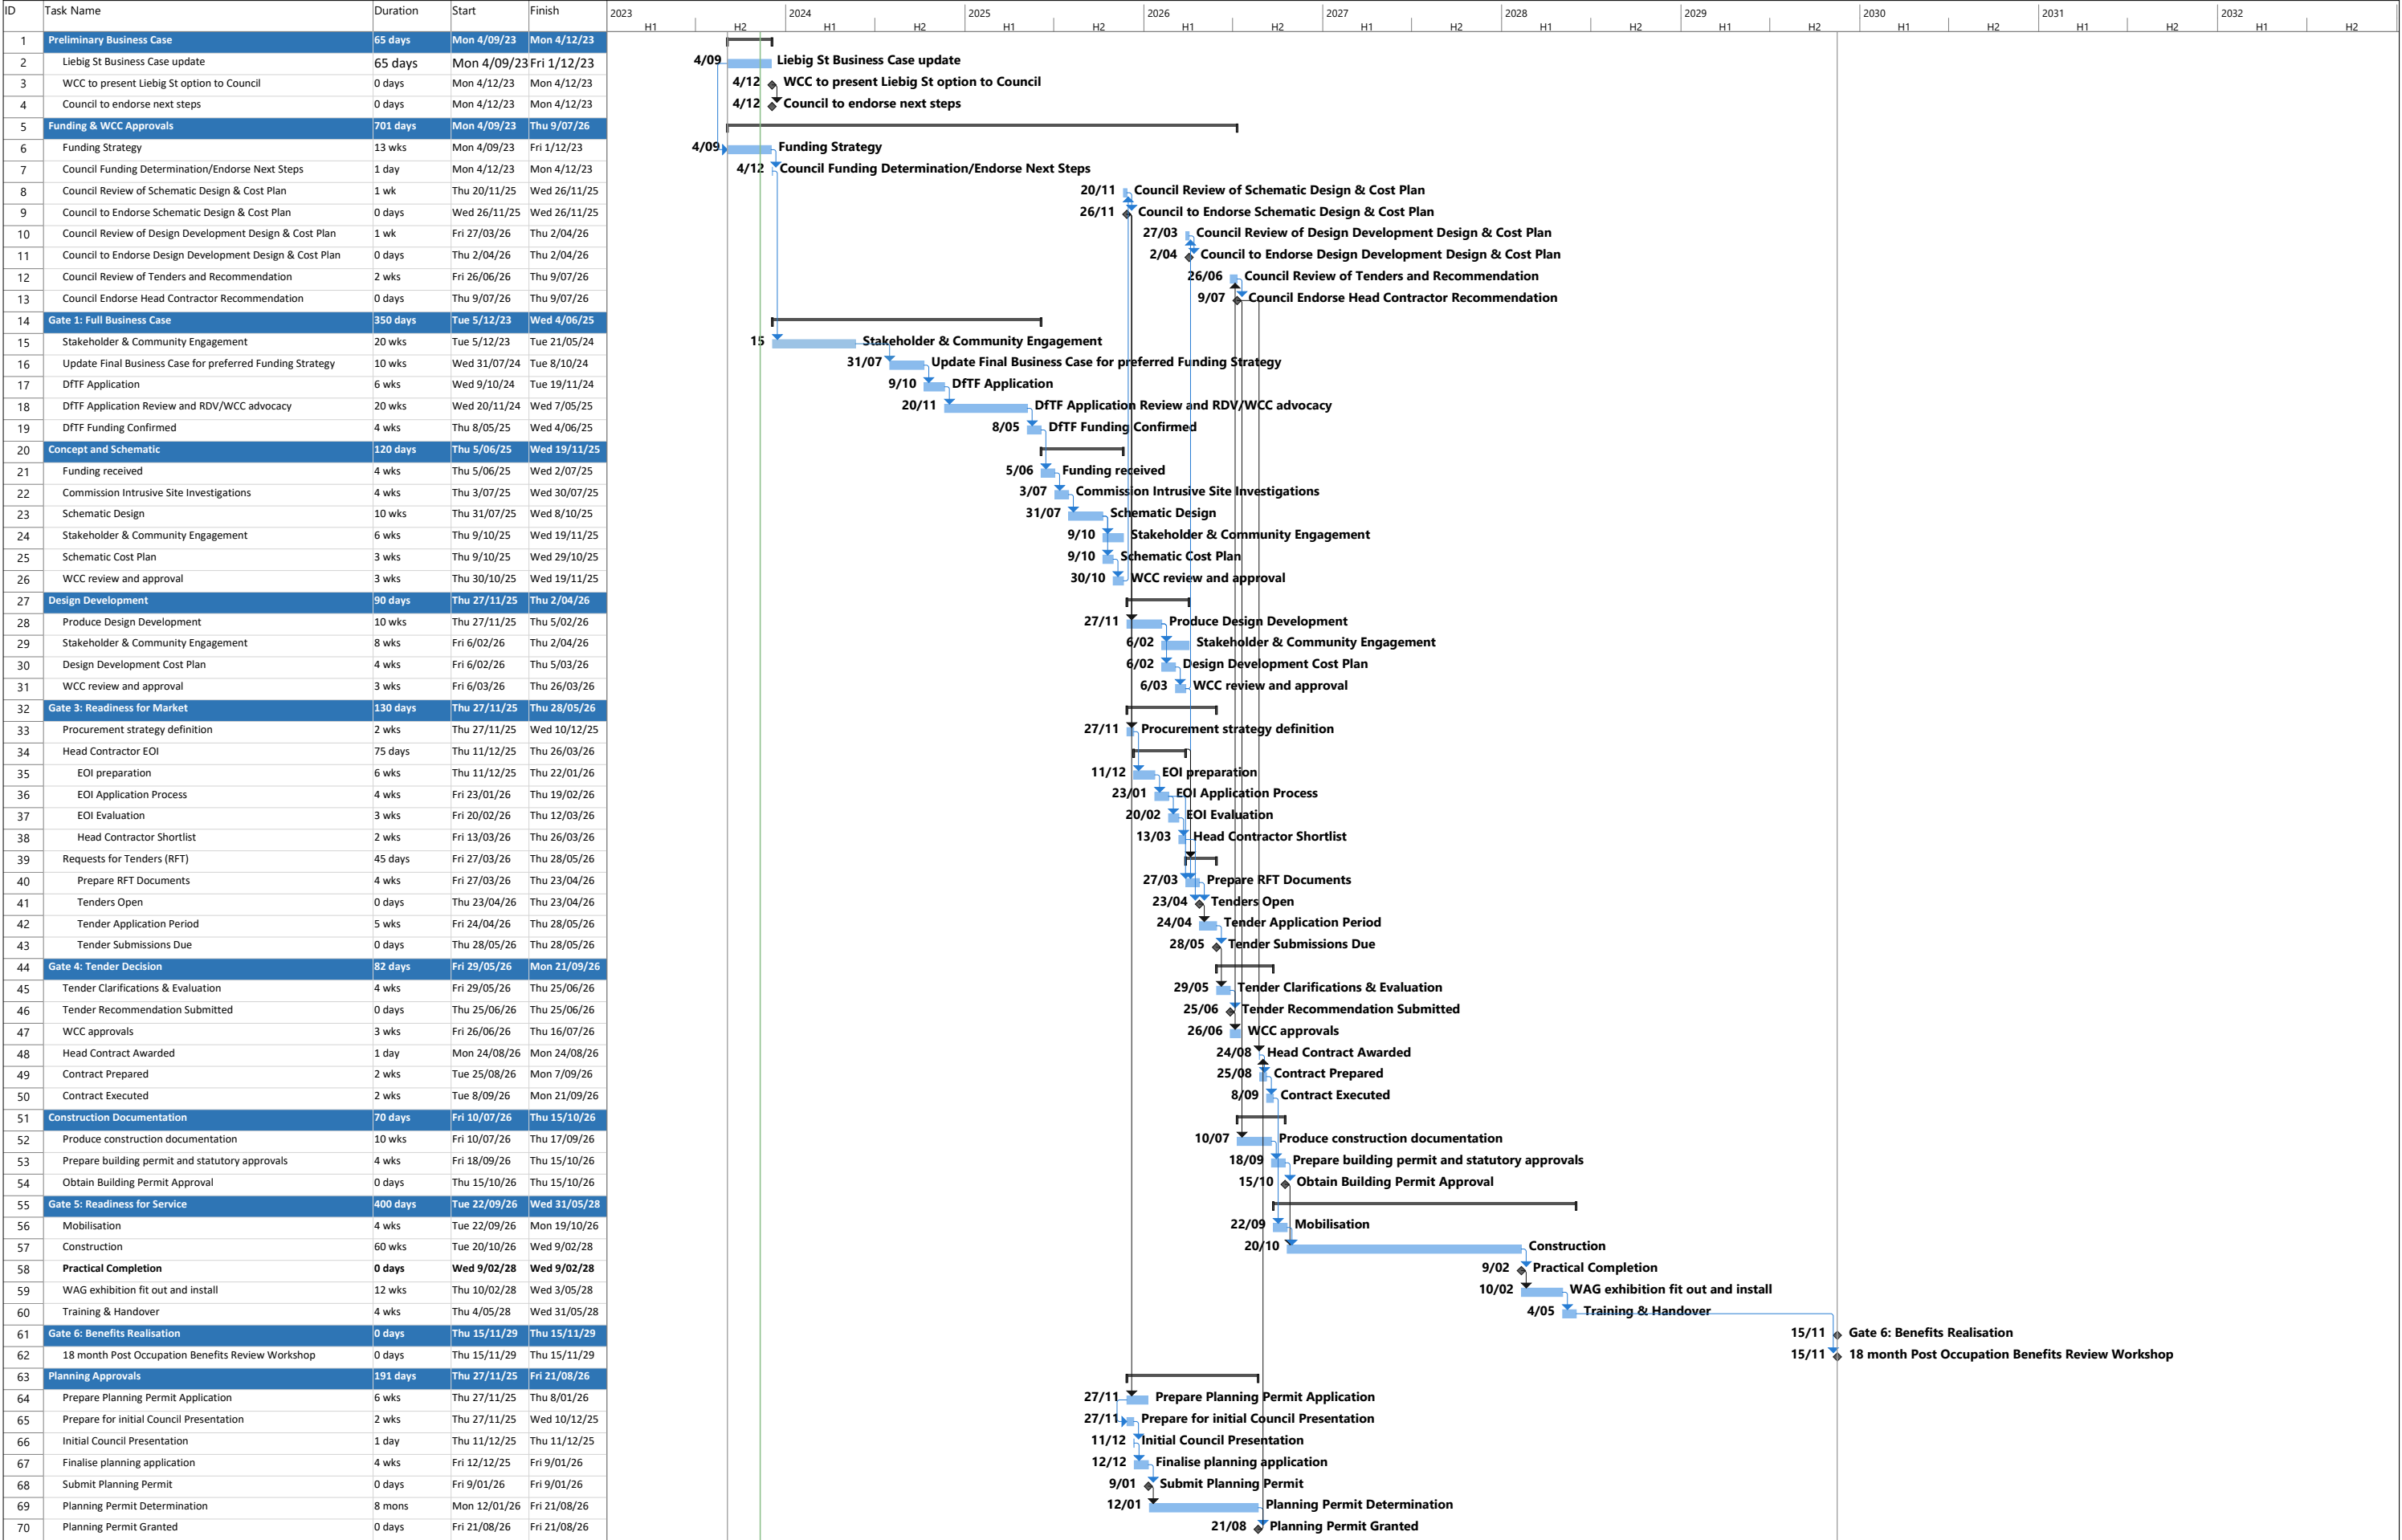 ID Task Name Duration Start Finish 2023 2024 2025 2026 2027 2028 2029 2030 2031 2032
H1 H2 H1 H2 H1 H2 H1 H2 H1 H2 H1 H2 H1 H2 H1 H2 H1 H2 H1 H2
1 Preliminary Business Case 65 days Mon 4/09/23 Mon 4/12/23
2 Liebig St Business Case update 65 days Mon 4/09/23 Fri 1/12/23 4/09 Liebig St Business Case update
3 WCC to present Liebig St option to Council 0 days Mon 4/12/23 Mon 4/12/23 4/12 WCC to present Liebig St option to Council
4 Council to endorse next steps 0 days Mon 4/12/23 Mon 4/12/23 4/12 Council to endorse next steps
5 Funding & WCC Approvals 701 days Mon 4/09/23 Thu 9/07/26
6 Funding Strategy 13 wks Mon 4/09/23 Fri 1/12/23 4/09 Funding Strategy
7 Council Funding Determination/Endorse Next Steps 1 day Mon 4/12/23 Mon 4/12/23 4/12 Council Funding Determination/Endorse Next Steps
8 Council Review of Schematic Design & Cost Plan 1 wk Thu 20/11/25 Wed 26/11/25 20/11 Council Review of Schematic Design & Cost Plan
9 Council to Endorse Schematic Design & Cost Plan 0 days Wed 26/11/25 Wed 26/11/25 26/11 Council to Endorse Schematic Design & Cost Plan
10 Council Review of Design Development Design & Cost Plan 1 wk Fri 27/03/26 Thu 2/04/26 27/03 Council Review of Design Development Design & Cost Plan
11 Council to Endorse Design Development Design & Cost Plan 0 days Thu 2/04/26 Thu 2/04/26 2/04 Council to Endorse Design Development Design & Cost Plan
12 Council Review of Tenders and Recommendation 2 wks Fri 26/06/26 Thu 9/07/26 26/06 Council Review of Tenders and Recommendation
13 Council Endorse Head Contractor Recommendation 0 days Thu 9/07/26 Thu 9/07/26 9/07 Council Endorse Head Contractor Recommendation
14 Gate 1: Full Business Case 350 days Tue 5/12/23 Wed 4/06/25
15 Stakeholder & Community Engagement 20 wks Tue 5/12/23 Tue 21/05/24 15 Stakeholder & Community Engagement
16 Update Final Business Case for preferred Funding Strategy 10 wks Wed 31/07/24 Tue 8/10/24 31/07 Update Final Business Case for preferred Funding Strategy
17 DfTF Application 6 wks Wed 9/10/24 Tue 19/11/24 9/10 DfTF Application
18 DfTF Application Review and RDV/WCC advocacy 20 wks Wed 20/11/24 Wed 7/05/25 20/11 DfTF Application Review and RDV/WCC advocacy
19 DfTF Funding Confirmed 4 wks Thu 8/05/25 Wed 4/06/25 8/05 DfTF Funding Confirmed
20 Concept and Schematic 120 days Thu 5/06/25 Wed 19/11/25
21 Funding received 4 wks Thu 5/06/25 Wed 2/07/25 5/06 Funding received
22 Commission Intrusive Site Investigations 4 wks Thu 3/07/25 Wed 30/07/25 3/07 Commission Intrusive Site Investigations
23 Schematic Design 10 wks Thu 31/07/25 Wed 8/10/25 31/07 Schematic Design
24 Stakeholder & Community Engagement 6 wks Thu 9/10/25 Wed 19/11/25 9/10 Stakeholder & Community Engagement
25 Schematic Cost Plan 3 wks Thu 9/10/25 Wed 29/10/25 9/10 Schematic Cost Plan
26 WCC review and approval 3 wks Thu 30/10/25 Wed 19/11/25 30/10 WCC review and approval
27 Design Development 90 days Thu 27/11/25 Thu 2/04/26
28 Produce Design Development 10 wks Thu 27/11/25 Thu 5/02/26 27/11 Produce Design Development
29 Stakeholder & Community Engagement 8 wks Fri 6/02/26 Thu 2/04/26 6/02 Stakeholder & Community Engagement
30 Design Development Cost Plan 4 wks Fri 6/02/26 Thu 5/03/26 6/02 Design Development Cost Plan
31 WCC review and approval 3 wks Fri 6/03/26 Thu 26/03/26 6/03 WCC review and approval
32 Gate 3: Readiness for Market 130 days Thu 27/11/25 Thu 28/05/26
33 Procurement strategy definition 2 wks Thu 27/11/25 Wed 10/12/25 27/11 Procurement strategy definition
34 Head Contractor EOI 75 days Thu 11/12/25 Thu 26/03/26
35 EOI preparation 6 wks Thu 11/12/25 Thu 22/01/26 11/12 EOI preparation
36 EOI Application Process 4 wks Fri 23/01/26 Thu 19/02/26 23/01 EOI Application Process
37 EOI Evaluation 3 wks Fri 20/02/26 Thu 12/03/26 20/02 EOI Evaluation
38 Head Contractor Shortlist 2 wks Fri 13/03/26 Thu 26/03/26 13/03 Head Contractor Shortlist
39 Requests for Tenders (RFT) 45 days Fri 27/03/26 Thu 28/05/26
40 Prepare RFT Documents 4 wks Fri 27/03/26 Thu 23/04/26 27/03 Prepare RFT Documents
41 Tenders Open 0 days Thu 23/04/26 Thu 23/04/26 23/04 Tenders Open
42 Tender Application Period 5 wks Fri 24/04/26 Thu 28/05/26 24/04 Tender Application Period
43 Tender Submissions Due 0 days Thu 28/05/26 Thu 28/05/26 28/05 Tender Submissions Due
44 Gate 4: Tender Decision 82 days Fri 29/05/26 Mon 21/09/26
45 Tender Clarifications & Evaluation 4 wks Fri 29/05/26 Thu 25/06/26 29/05 Tender Clarifications & Evaluation
46 Tender Recommendation Submitted 0 days Thu 25/06/26 Thu 25/06/26 25/06 Tender Recommendation Submitted
47 WCC approvals 3 wks Fri 26/06/26 Thu 16/07/26 26/06 WCC approvals
48 Head Contract Awarded 1 day Mon 24/08/26 Mon 24/08/26 24/08 Head Contract Awarded
49 Contract Prepared 2 wks Tue 25/08/26 Mon 7/09/26 25/08 Contract Prepared
50 Contract Executed 2 wks Tue 8/09/26 Mon 21/09/26 8/09 Contract Executed
51 Construction Documentation 70 days Fri 10/07/26 Thu 15/10/26
52 Produce construction documentation 10 wks Fri 10/07/26 Thu 17/09/26 10/07 Produce construction documentation
53 Prepare building permit and statutory approvals 4 wks Fri 18/09/26 Thu 15/10/26 18/09 Prepare building permit and statutory approvals
54 Obtain Building Permit Approval 0 days Thu 15/10/26 Thu 15/10/26 15/10 Obtain Building Permit Approval
55 Gate 5: Readiness for Service 400 days Tue 22/09/26 Wed 31/05/28
56 Mobilisation 4 wks Tue 22/09/26 Mon 19/10/26 22/09 Mobilisation
57 Construction 60 wks Tue 20/10/26 Wed 9/02/28 20/10 Construction
58 Practical Completion 0 days Wed 9/02/28 Wed 9/02/28 9/02 Practical Completion
59 WAG exhibition fit out and install 12 wks Thu 10/02/28 Wed 3/05/28 10/02 WAG exhibition fit out and install
60 Training & Handover 4 wks Thu 4/05/28 Wed 31/05/28 4/05 Training & Handover
61 Gate 6: Benefits Realisation 0 days Thu 15/11/29 Thu 15/11/29 15/11 Gate 6: Benefits Realisation
62 18 month Post Occupation Benefits Review Workshop 0 days Thu 15/11/29 Thu 15/11/29 15/11 18 month Post Occupation Benefits Review Workshop
63 Planning Approvals 191 days Thu 27/11/25 Fri 21/08/26
64 Prepare Planning Permit Application 6 wks Thu 27/11/25 Thu 8/01/26 27/11 Prepare Planning Permit Application
65 Prepare for initial Council Presentation 2 wks Thu 27/11/25 Wed 10/12/25 27/11 Prepare for initial Council Presentation
66 Initial Council Presentation 1 day Thu 11/12/25 Thu 11/12/25 11/12 Initial Council Presentation
67 Finalise planning application 4 wks Fri 12/12/25 Fri 9/01/26 12/12 Finalise planning application
68 Submit Planning Permit 0 days Fri 9/01/26 Fri 9/01/26 9/01 Submit Planning Permit
69 Planning Permit Determination 8 mons Mon 12/01/26 Fri 21/08/26 12/01 Planning Permit Determination
70 Planning Permit Granted 0 days Fri 21/08/26 Fri 21/08/26 21/08 Planning Permit Granted